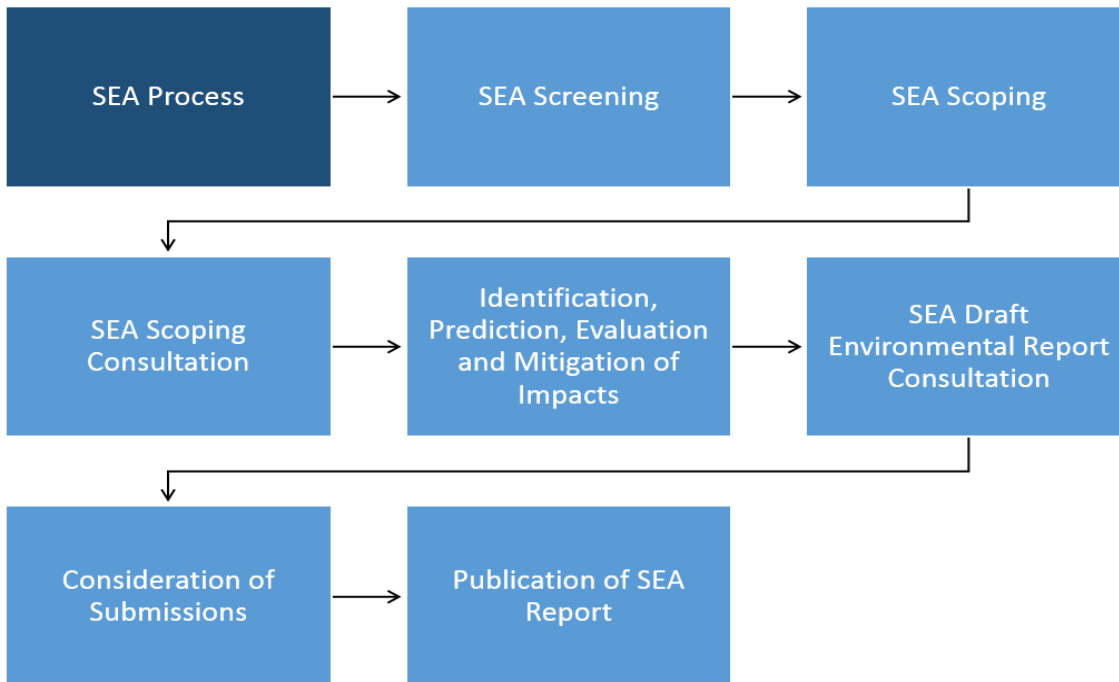 SEA Process
SEA Screening
SEA Scoping
SEA Scoping
Consultation
Identification,
Prediction, Evaluation
and Mitigation of
Impacts
SEA Draft
Environmental Report
Consultation
Consideration of
Submissions
Publication of SEA
Report